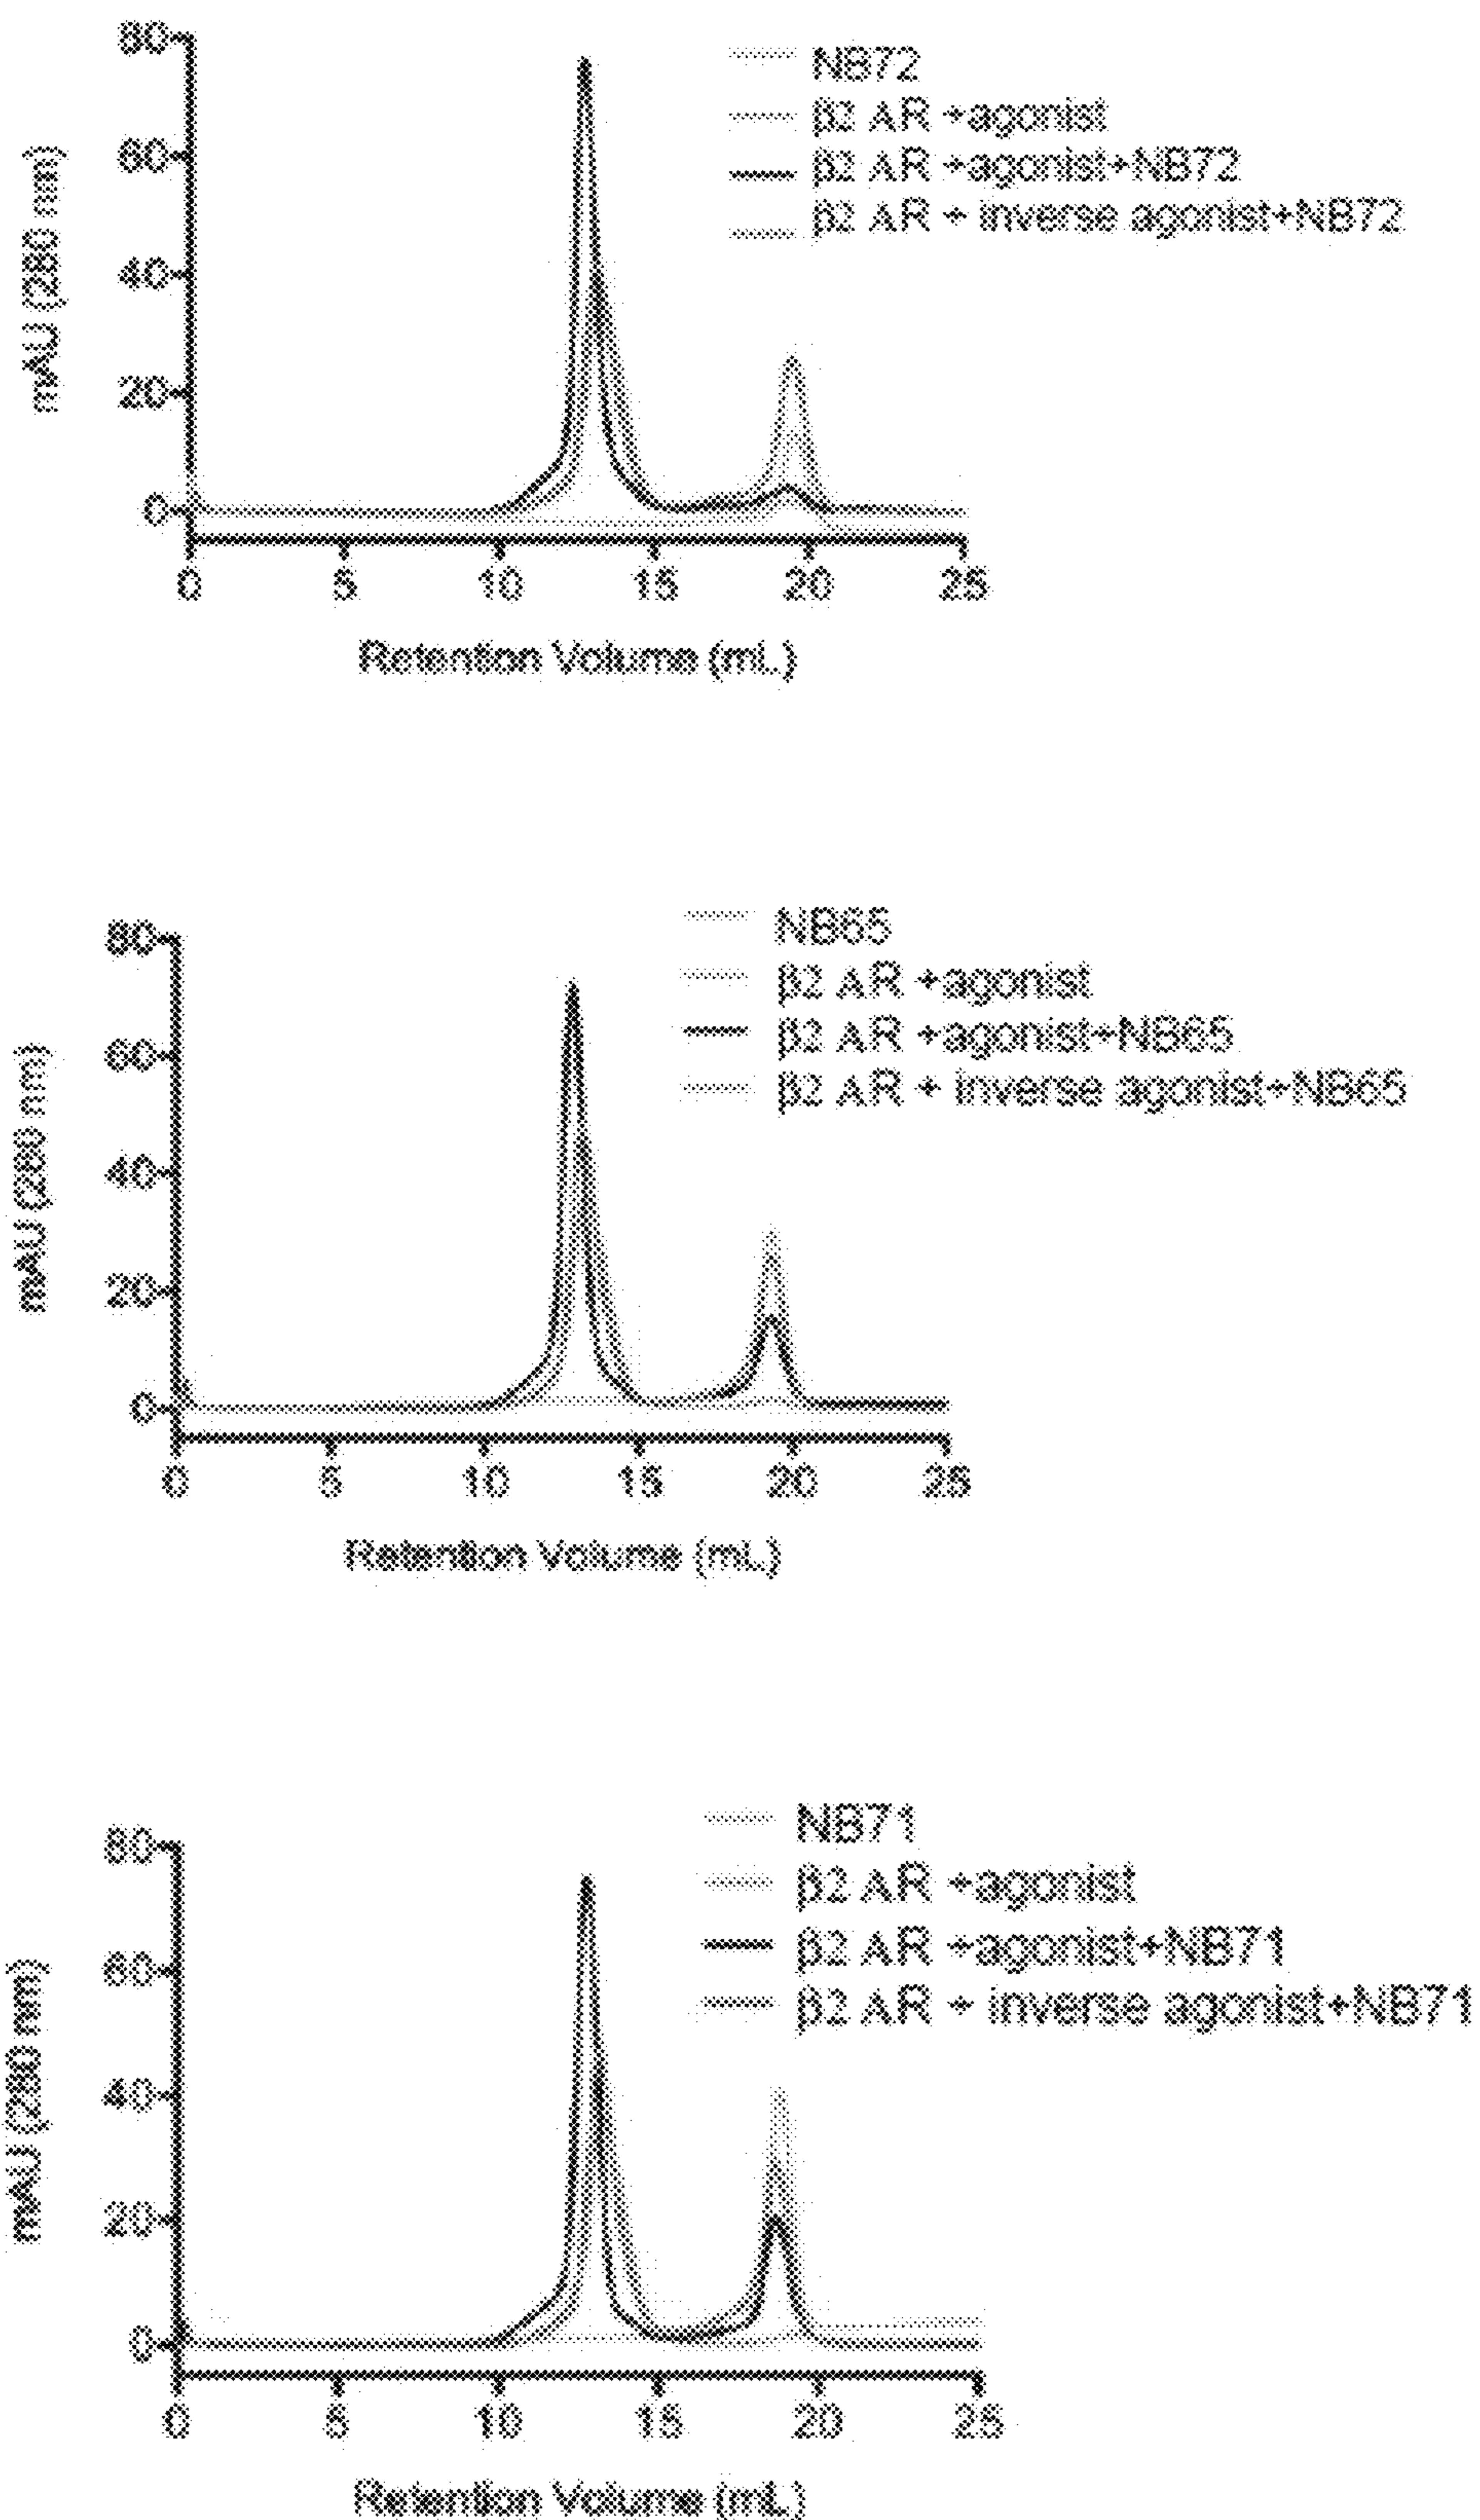 80
60
40
20
0
mAU (280 nm)
NB72
β2 AR +agonist
β2 AR +agonist+NB72
β2 AR + inverse agonist+NB72
0 5 10 15 20 25
Retention Volume (mL)
80
60
40
20
0
mAU (280 nm)
NB65
β2 AR +agonist
β2 AR +agonist+NB65
β2 AR + inverse agonist+NB65
0 5 10 15 20 25
Retention Volume (mL)
80
60
40
20
0
mAU (280 nm)
NB71
β2 AR +agonist
β2 AR +agonist+NB71
β2 AR + inverse agonist+NB71
0 5 10 15 20 25
Retention Volume (mL)